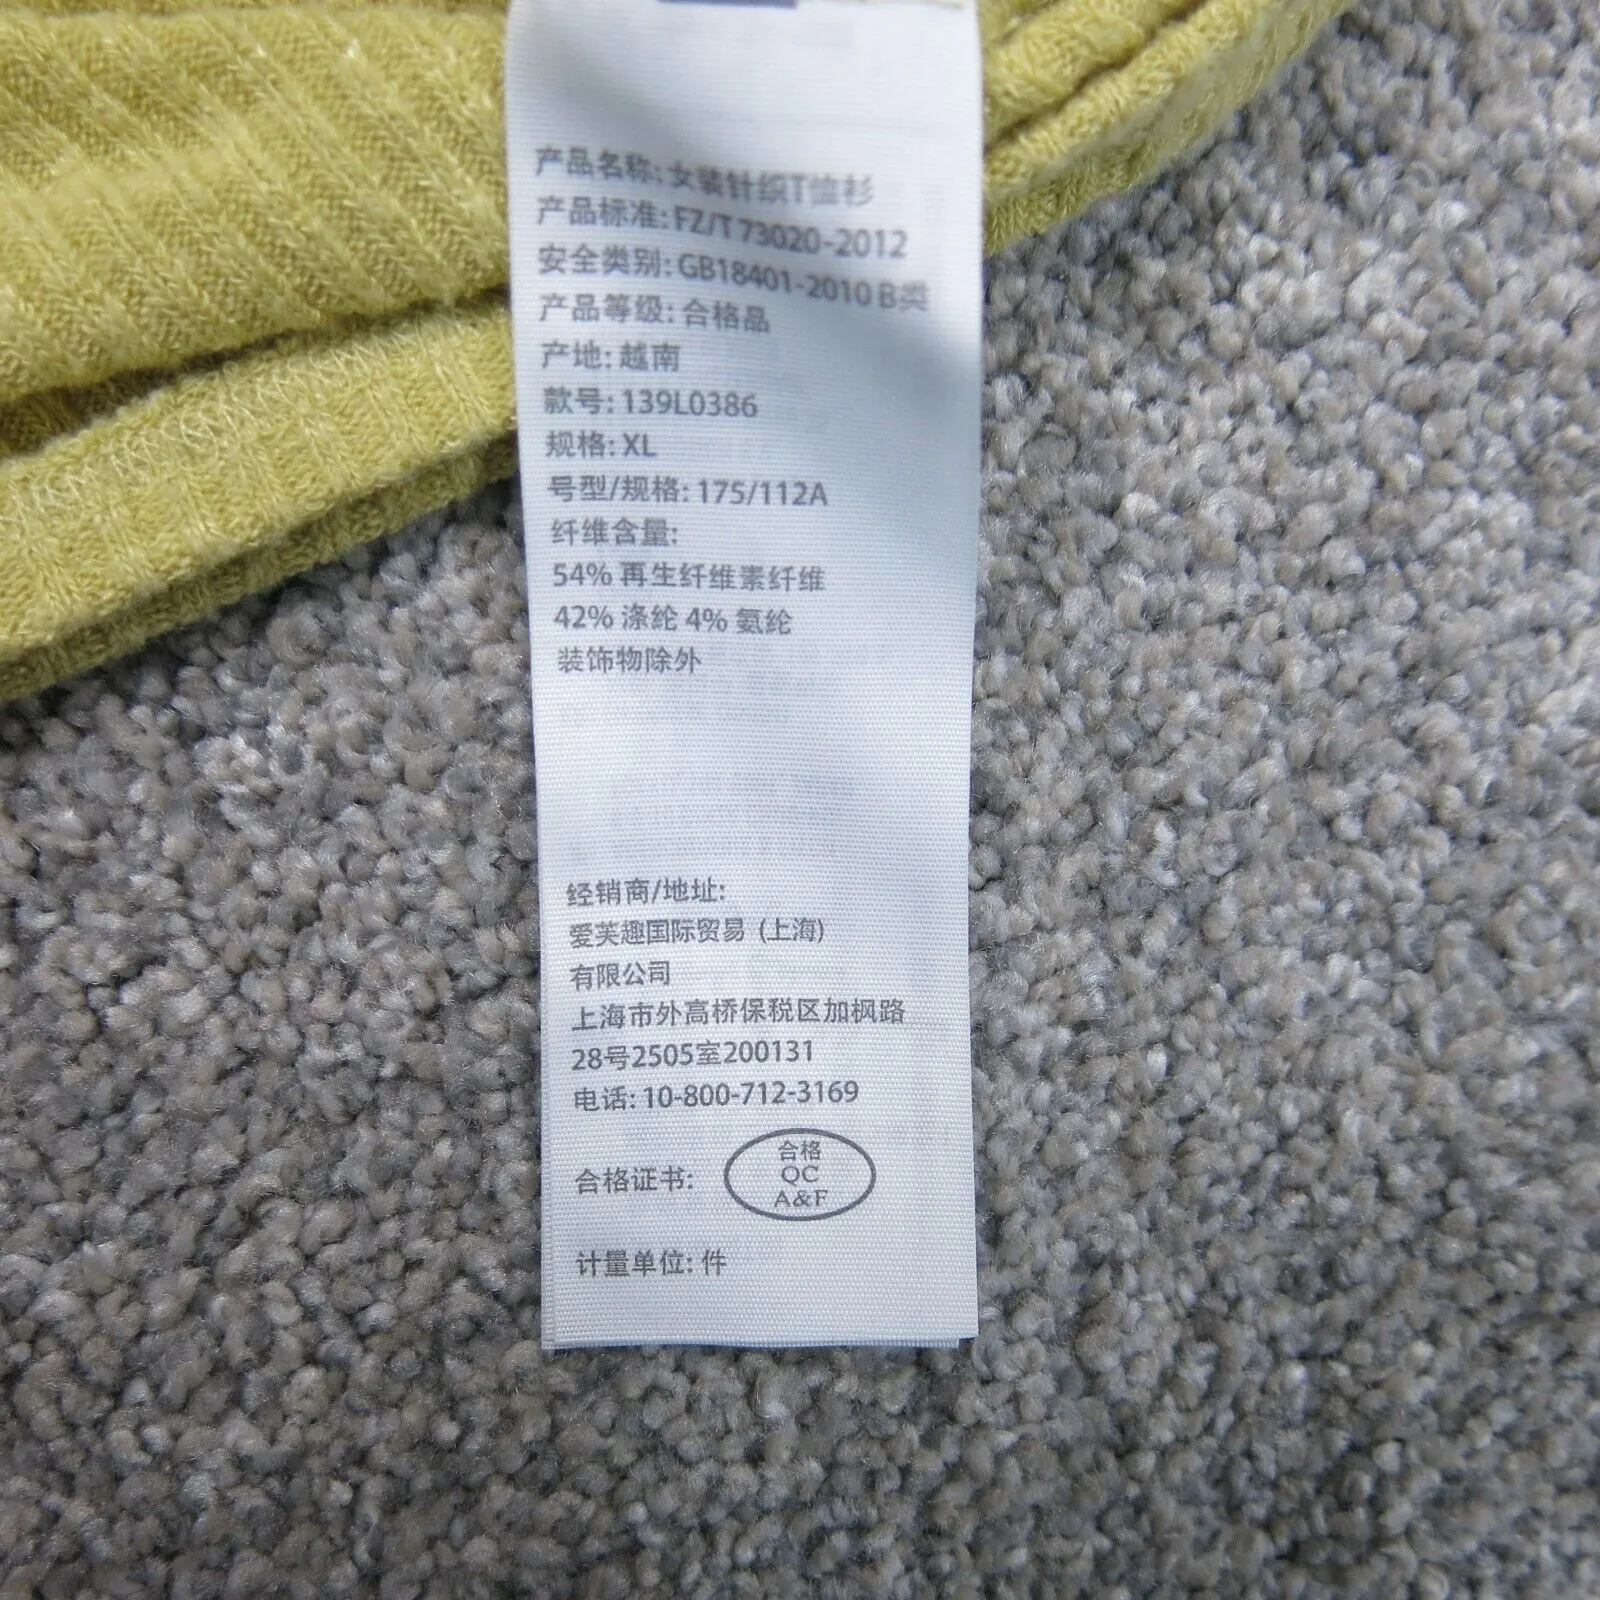 产品名称: 女装针织T恤衫
产品标准: FZ/T 73020-2012
安全类别: GB18401-2010 B类
产品等级: 合格品
产地: 越南
款号: 139L0386
规格: XL
号型/规格: 175/112A
纤维含量:
54% 再生纤维素纤维
42% 涤纶 4% 氨纶
装饰物除外
经销商/地址:
爱芙趣国际贸易 (上海)
有限公司
上海市外高桥保税区加枫路
28号2505室200131
电话: 10-800-712-3169
合格
QC
合格证书:
A&F
计量单位: 件